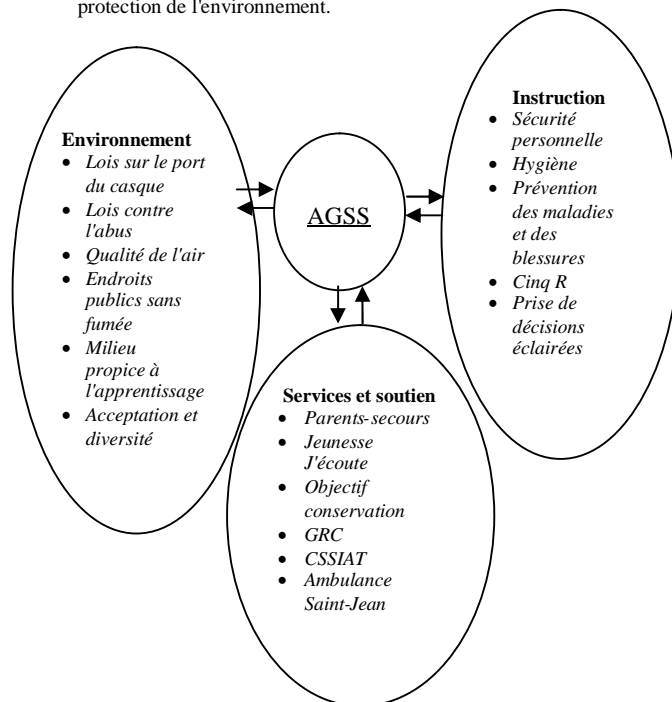 protection de l'environnement.
Environnement
• Lois sur le port
du casque
• Lois contre
l'abus
• Qualité de l'air
• Endroits
publics sans
fumée
• Milieu
propice à
l'apprentissage
• Acceptation et
diversité
AGSS
Instruction
• Sécurité
personnelle
• Hygiène
• Prévention
des maladies
et des
blessures
• Cinq R
• Prise de
décisions
éclairées
Services et soutien
• Parents-secours
• Jeunesse
J'écoute
• Objectif
conservation
• GRC
• CSSIAT
• Ambulance
Saint-Jean